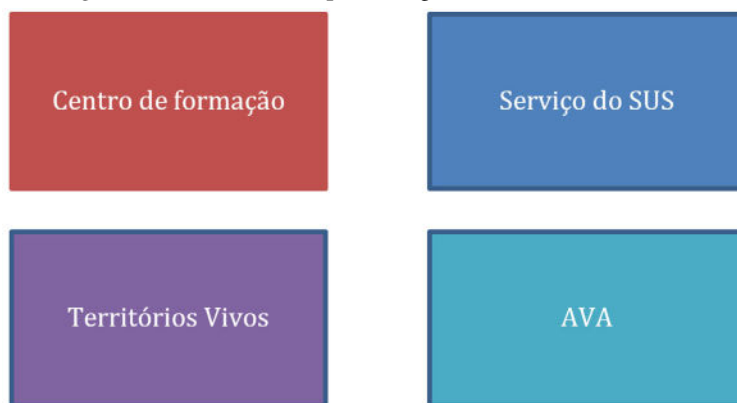 Centro de formação
Serviço do SUS
Territórios Vivos
AVA